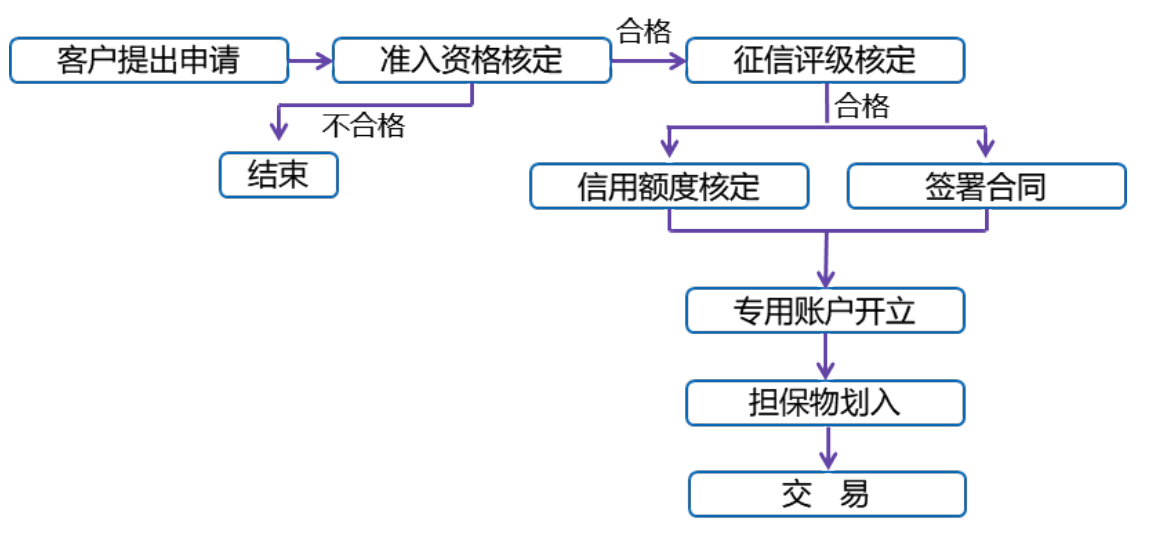 合格
客户提出申请
准入资格核定
征信评级核定
不合格
合格
结束
信用额度核定
签署合同
专用账户开立
担保物划入
交 易